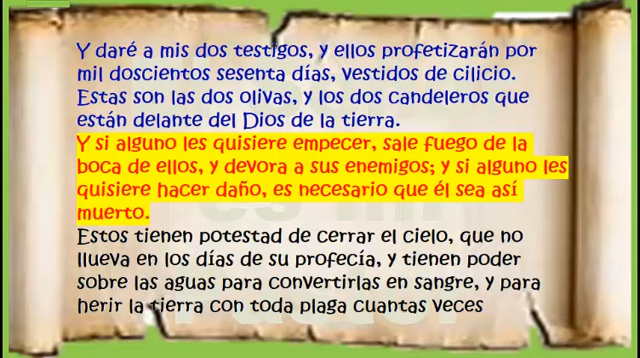 Y daré a mis dos testigos, y ellos profetizarán por
mil doscientos sesenta días, vestidos de cilicio.
Estas son las dos olivas, y los dos candeleros que
están delante del Dios de la tierra.
Y si alguno les quisiere empecer, sale fuego de la
boca de ellos, y devora a sus enemigos; y si alguno les
quisiere hacer daño, es necesario que él sea así
muerto.
Estos tienen potestad de cerrar el cielo, que no
llueva en los días de su profecía, y tienen poder
sobre las aguas para convertirlas en sangre, y para
herir la tierra con toda plaga cuantas veces